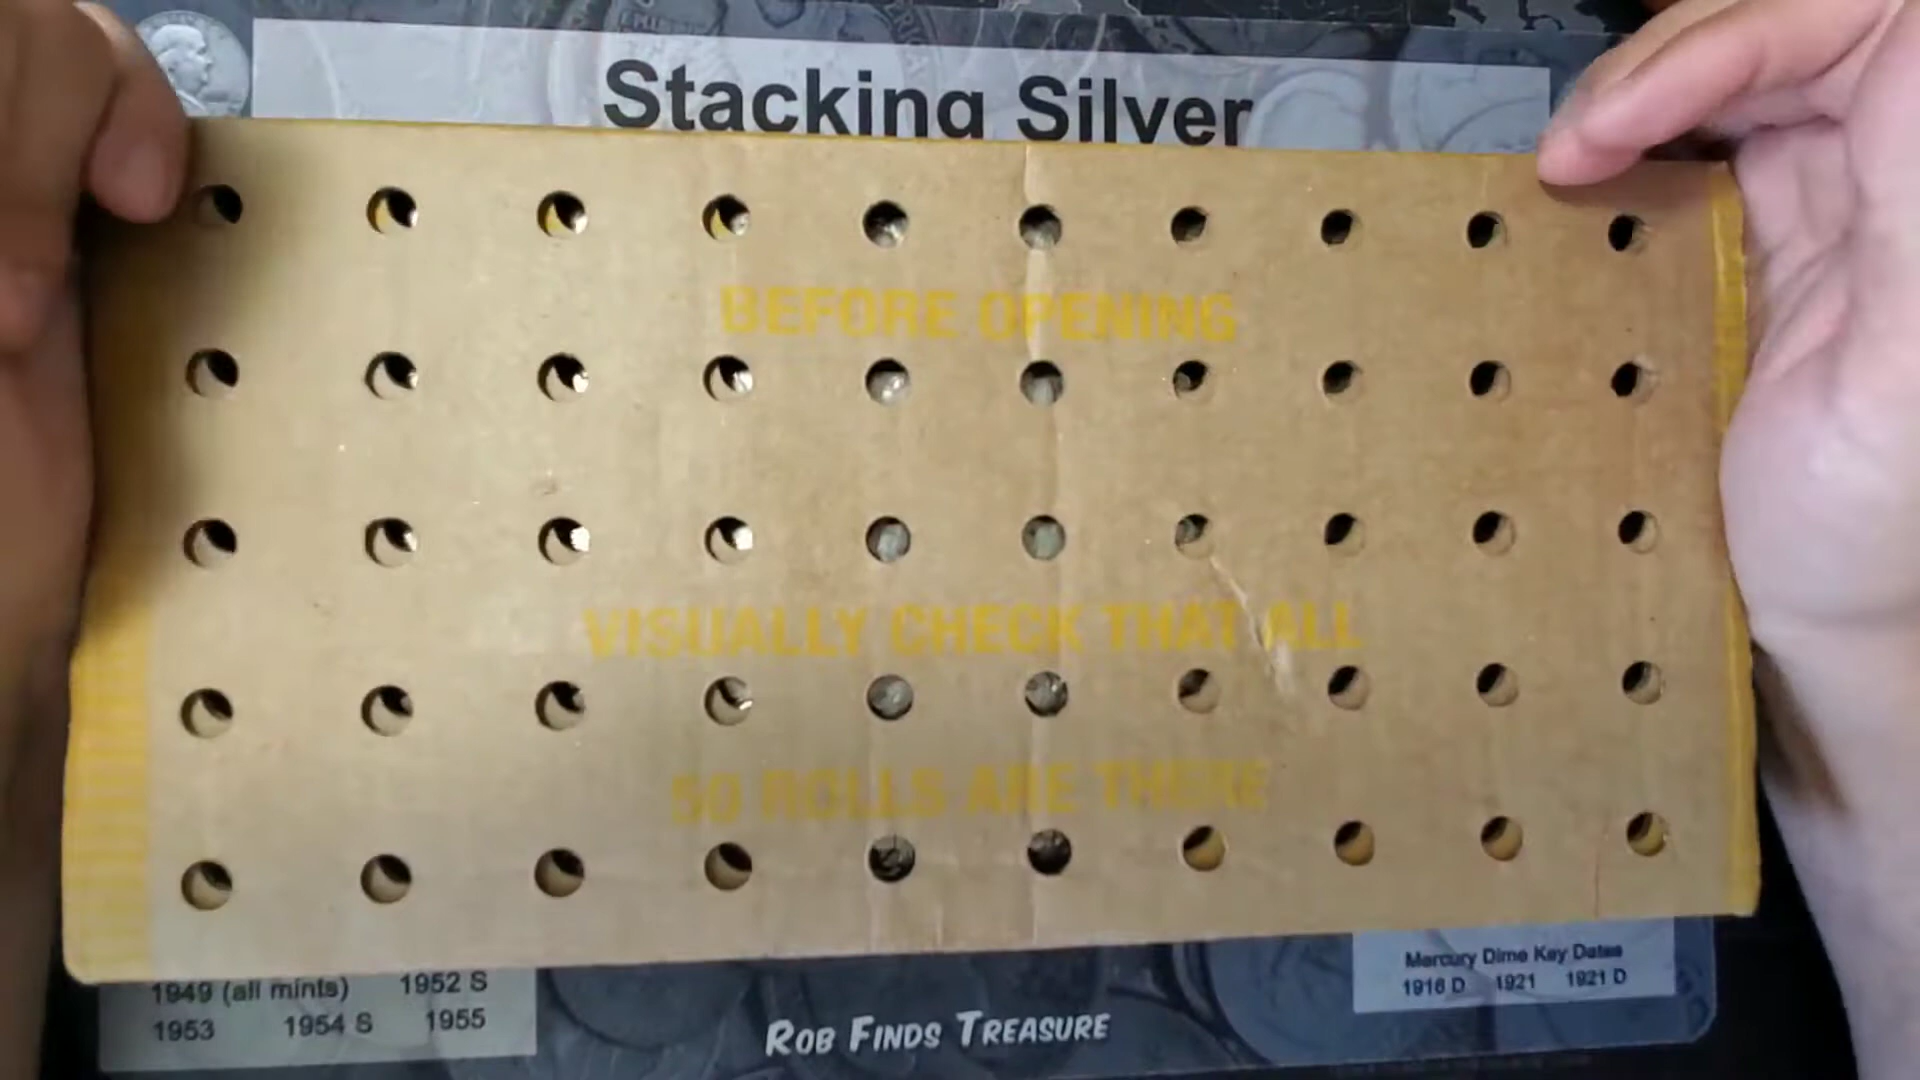 Stacking Silver
BEFORE OPENING
VISUALLY CHECK THAT ALL
50 ROLLS ARE THERE
1949 (all mints) 1952 S
1953 1954 S 1955
Mercury Dime Key Dates
1916 D 1921 1921 D
ROB FINDS TREASURE